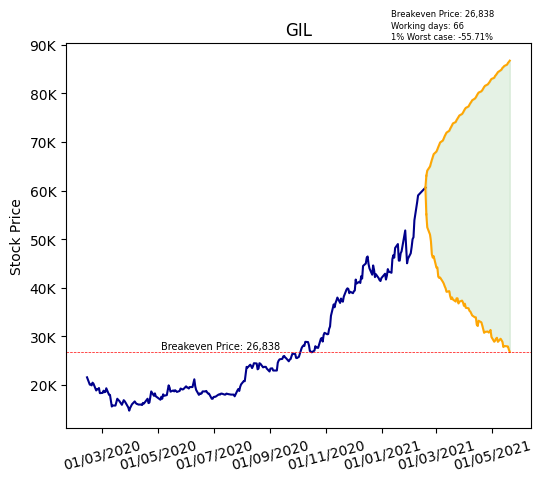 Breakeven Price: 26,838
Working days: 66
1% Worst case: -55.71%
GIL
90K
80K
70K
60K
50K
40K
30K
20K
Stock Price
Breakeven Price: 26,838
01/03/2020
01/05/2020
01/07/2020
01/09/2020
01/11/2020
01/01/2021
01/03/2021
01/05/2021